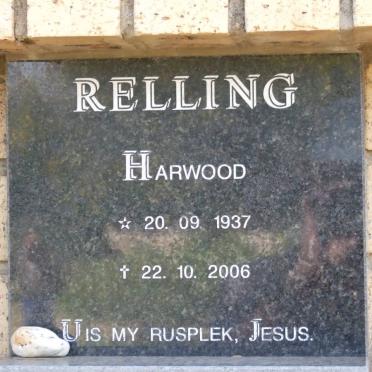 RELLING
HARWOOD
☆ 20. 09 1937
† 22. 10. 2006
U IS MY RUSPLEK, JESUS.